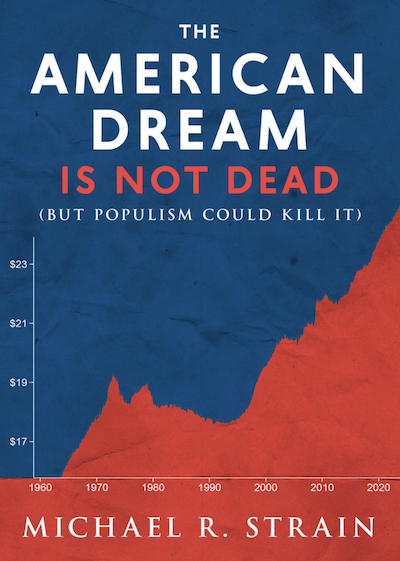 THE
AMERICAN
DREAM
IS NOT DEAD
(BUT POPULISM COULD KILL IT)
$23
$21
$19
$17
1960 1970 1980 1990 2000 2010 2020
MICHAEL R. STRAIN